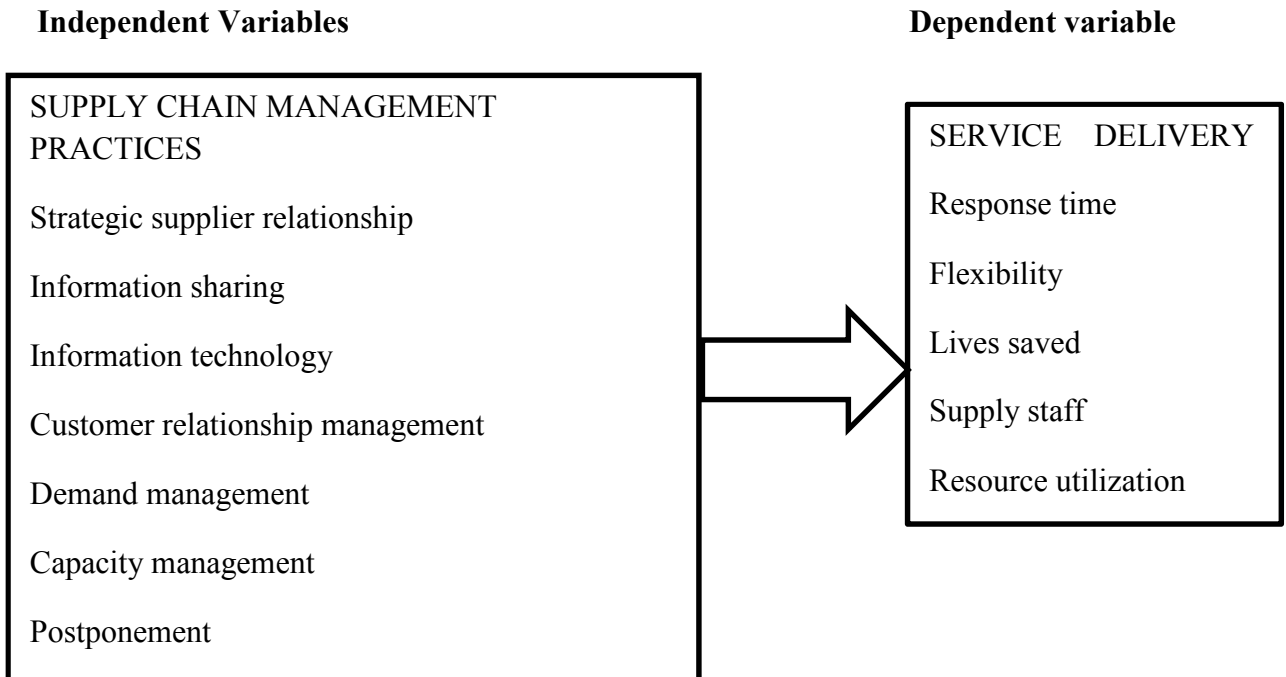 Independent Variables
Dependent variable
SUPPLY CHAIN MANAGEMENT
PRACTICES
Strategic supplier relationship
Information sharing
Information technology
Customer relationship management
Demand management
Capacity management
Postponement
SERVICE DELIVERY
Response time
Flexibility
Lives saved
Supply staff
Resource utilization